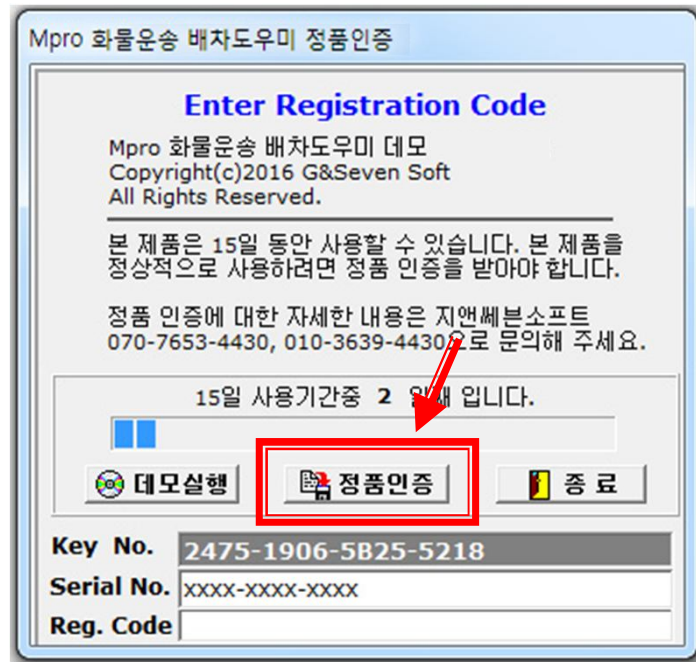 Mpro 화물운송 배차도우미 정품인증
Enter Registration Code
Mpro 화물운송 배차도우미 데모
Copyright(c)2016 G&Seven Soft
All Rights Reserved.
본 제품은 15일 동안 사용할 수 있습니다. 본 제품을
정상적으로 사용하려면 정품 인증을 받아야 합니다.
정품 인증에 대한 자세한 내용은 지앤쎄븐소프트
070-7653-4430, 010-3639-4430으로 문의해 주세요.
15일 사용기간중 2 입니다.
데모실행 정품인증 종 료
Key No. 2475-1906-5B25-5218
Serial No. xxxx-xxxx-xxxx
Reg. Code